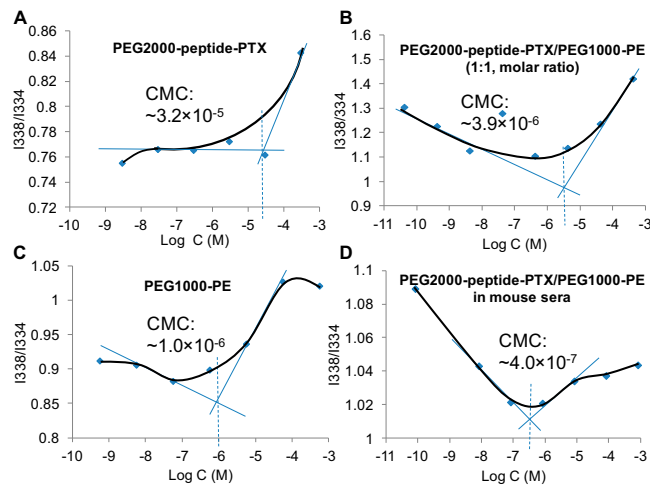 A
PEG2000-peptide-PTX
CMC:
~3.2×10⁻⁵
I338/I334
0.86
0.84
0.82
0.8
0.78
0.76
0.74
0.72
-10 -9 -8 -7 -6 -5 -4 -3
Log C (M)
B
PEG2000-peptide-PTX/PEG1000-PE
(1:1, molar ratio)
CMC:
~3.9×10⁻⁶
I338/334
1.6
1.5
1.4
1.3
1.2
1.1
1
0.9
-11 -10 -9 -8 -7 -6 -5 -4 -3
Log C (M)
C
PEG1000-PE
CMC:
~1.0×10⁻⁶
I338/I334
1.05
1
0.95
0.9
0.85
0.8
-10 -9 -8 -7 -6 -5 -4 -3
Log C (M)
D
PEG2000-peptide-PTX/PEG1000-PE
in mouse sera
CMC:
~4.0×10⁻⁷
I338/I334
1.1
1.08
1.06
1.04
1.02
1
-11 -10 -9 -8 -7 -6 -5 -4 -3
Log C (M)